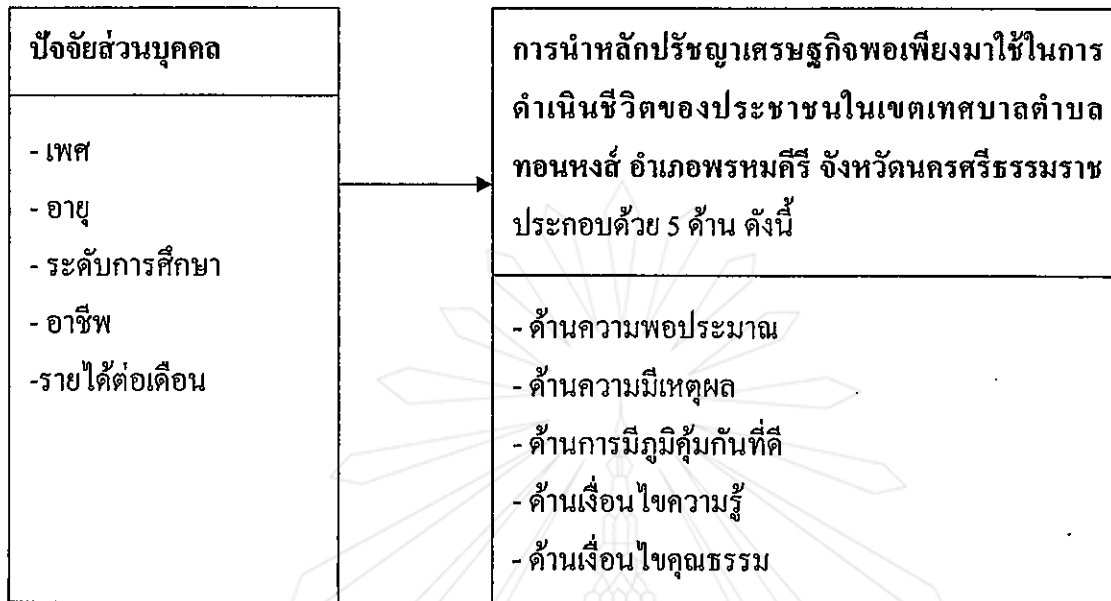 ปัจจัยส่วนบุคคล
- เพศ
- อายุ
- ระดับการศึกษา
- อาชีพ
-รายได้ต่อเดือน
การนำหลักปรัชญาเศรษฐกิจพอเพียงมาใช้ในการ
ดำเนินชีวิตของประชาชนในเขตเทศบาลตำบล
ทอนหงส์ อำเภอพรหมคีรี จังหวัดนครศรีธรรมราช
ประกอบด้วย 5 ด้าน ดังนี้
- ด้านความพอประมาณ
- ด้านความมีเหตุผล
- ด้านการมีภูมิคุ้มกันที่ดี
- ด้านเงื่อนไขความรู้
- ด้านเงื่อนไขคุณธรรม